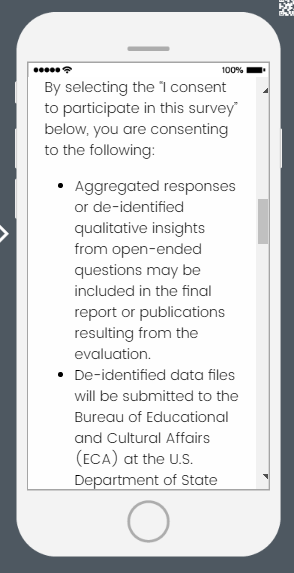 100%
By selecting the "I consent
to participate in this survey"
below, you are consenting
to the following:
• Aggregated responses
or de-identified
qualitative insights
from open-ended
questions may be
included in the final
report or publications
resulting from the
evaluation.
• De-identified data files
will be submitted to the
Bureau of Educational
and Cultural Affairs
(ECA) at the U.S.
Department of State